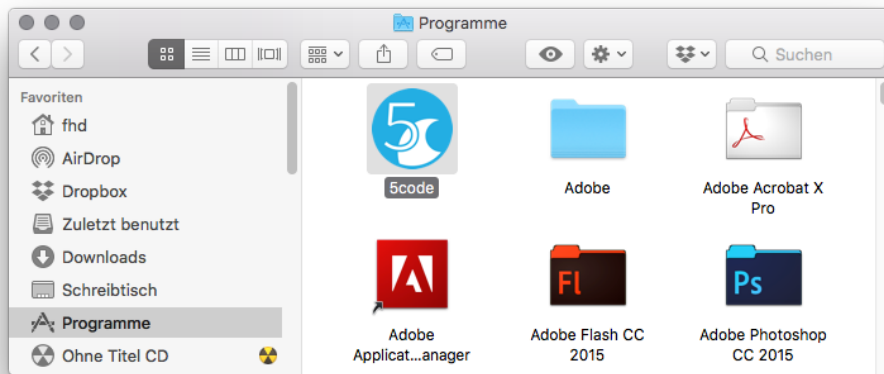 Programme
Suchen
Favoriten
fhd
AirDrop
Dropbox
Zuletzt benutzt
Downloads
Schreibtisch
Programme
Ohne Titel CD
5c
5code
Adobe
Adobe Acrobat X
Pro
Adobe
Applicat...anager
Fl
Adobe Flash CC
2015
Ps
Adobe Photoshop
CC 2015